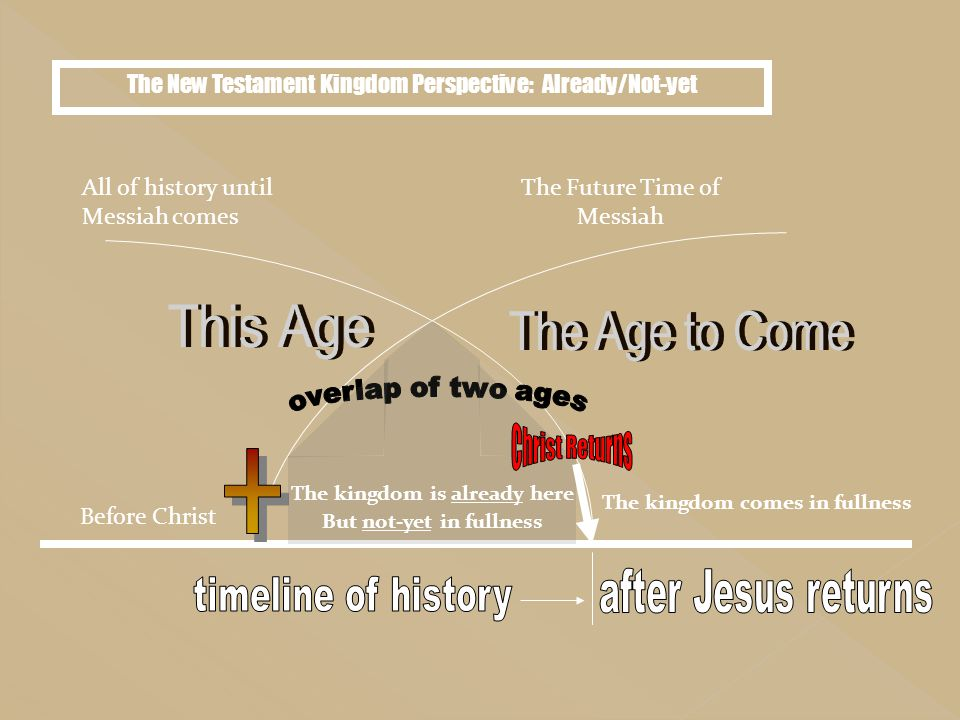 The New Testament Kingdom Perspective: Already/Not-yet
All of history until
Messiah comes
The Future Time of
Messiah
This Age
The Age to Come
overlap of two ages
Christ Returns
The kingdom is already here
But not-yet in fullness
The kingdom comes in fullness
Before Christ
timeline of history
after Jesus returns